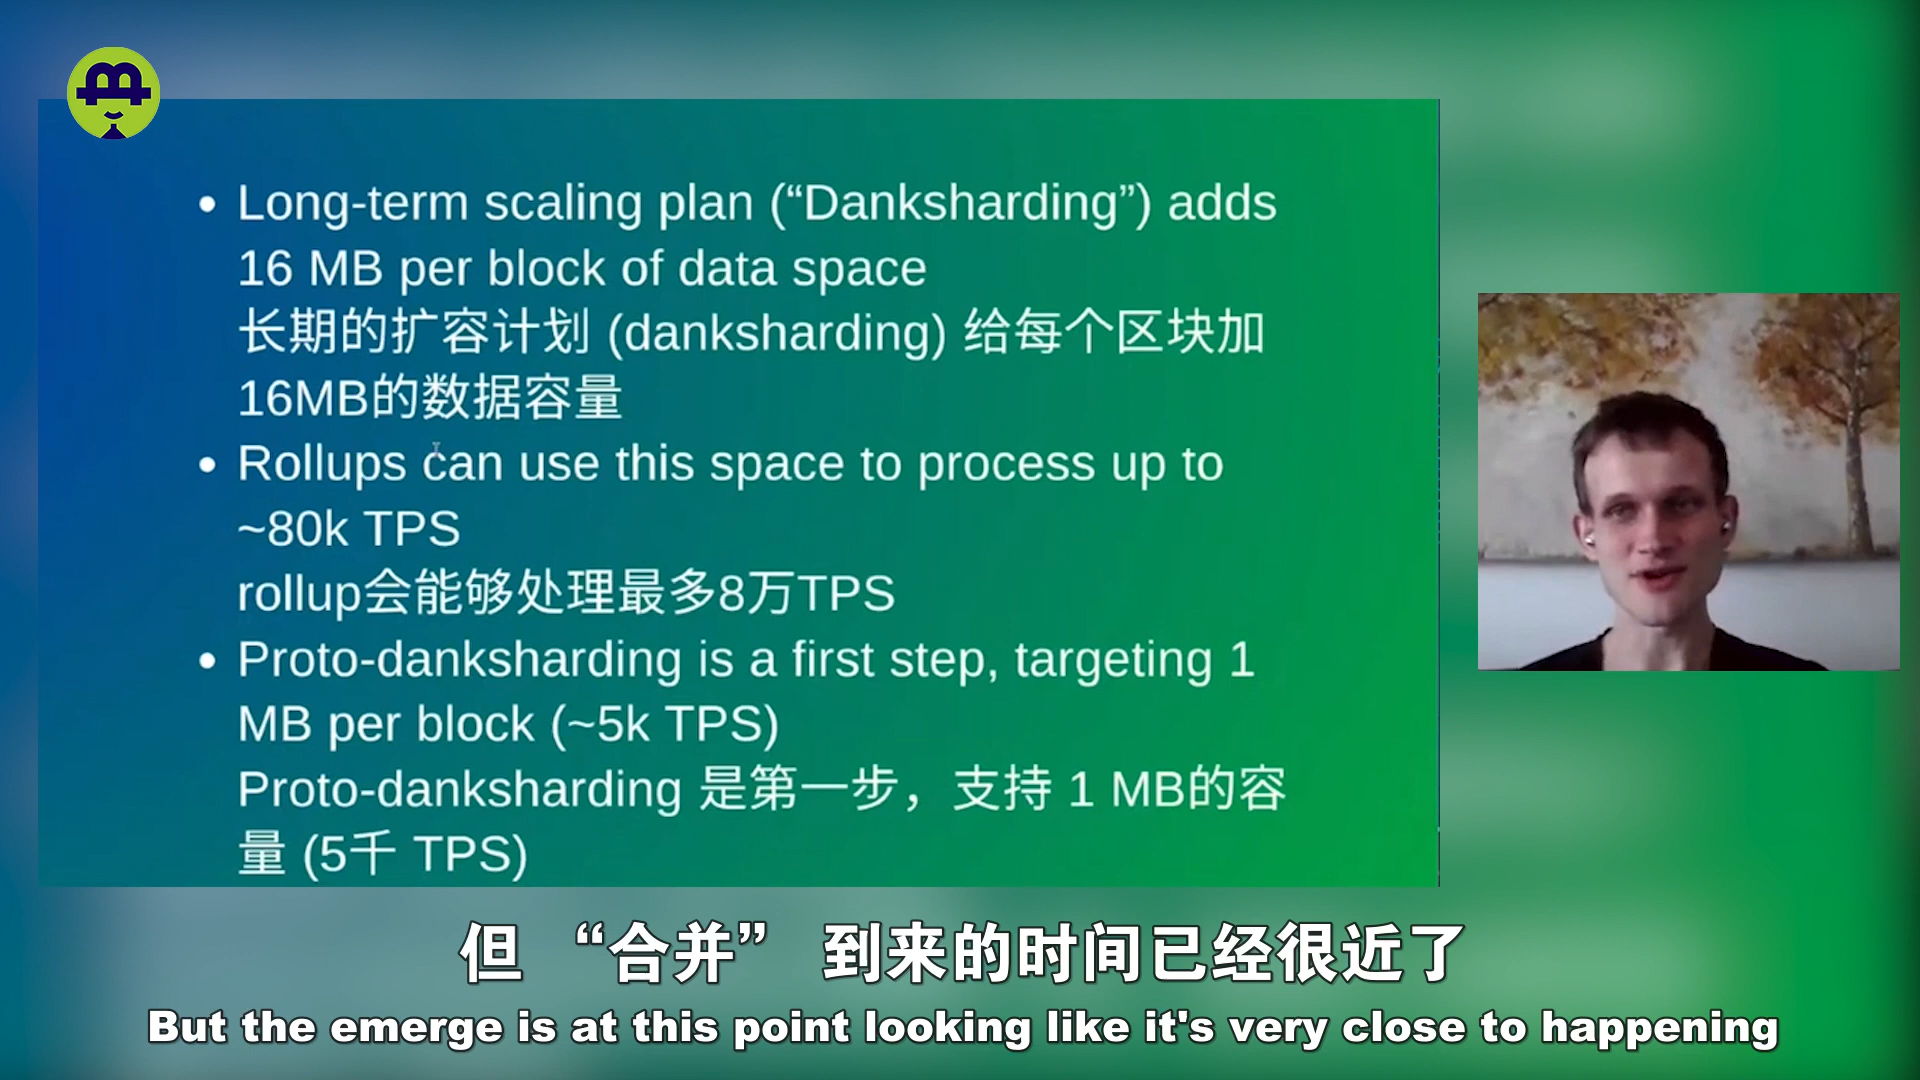 Long-term scaling plan (“Danksharding”) adds
16 MB per block of data space
长期的扩容计划 (danksharding) 给每个区块加
16MB的数据容量
Rollups can use this space to process up to
~80k TPS
rollup会能够处理最多8万TPS
Proto-danksharding is a first step, targeting 1
MB per block (~5k TPS)
Proto-danksharding 是第一步，支持 1 MB的容
量 (5千 TPS)
但 “合并” 到来的时间已经很近了
But the emerge is at this point looking like it's very close to happening